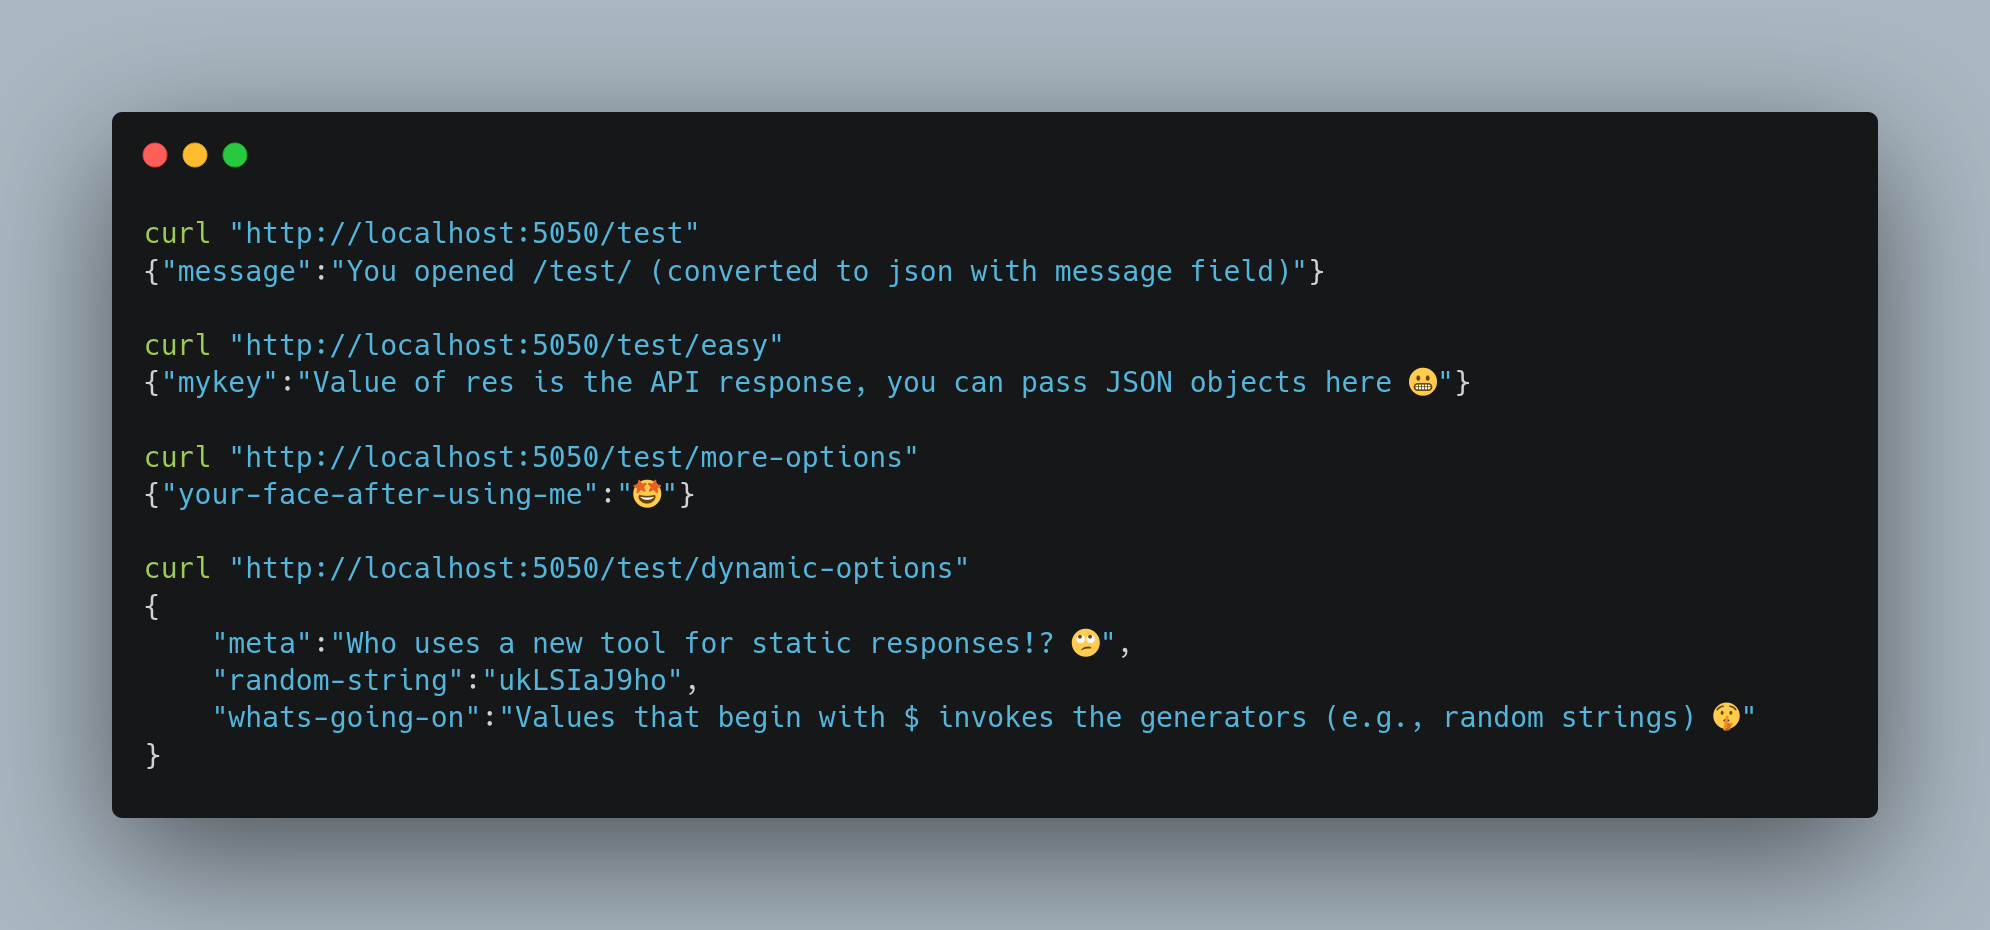 curl "http://localhost:5050/test"
{"message":"You opened /test/ (converted to json with message field)"}
curl "http://localhost:5050/test/easy"
{"mykey":"Value of res is the API response, you can pass JSON objects here 😬"}
curl "http://localhost:5050/test/more-options"
{"your-face-after-using-me":"🤩"}
curl "http://localhost:5050/test/dynamic-options"
{
    "meta":"Who uses a new tool for static responses!? 🙄",
    "random-string":"ukLSIaJ9ho",
    "whats-going-on":"Values that begin with $ invokes the generators (e.g., random strings) 🤫"
}